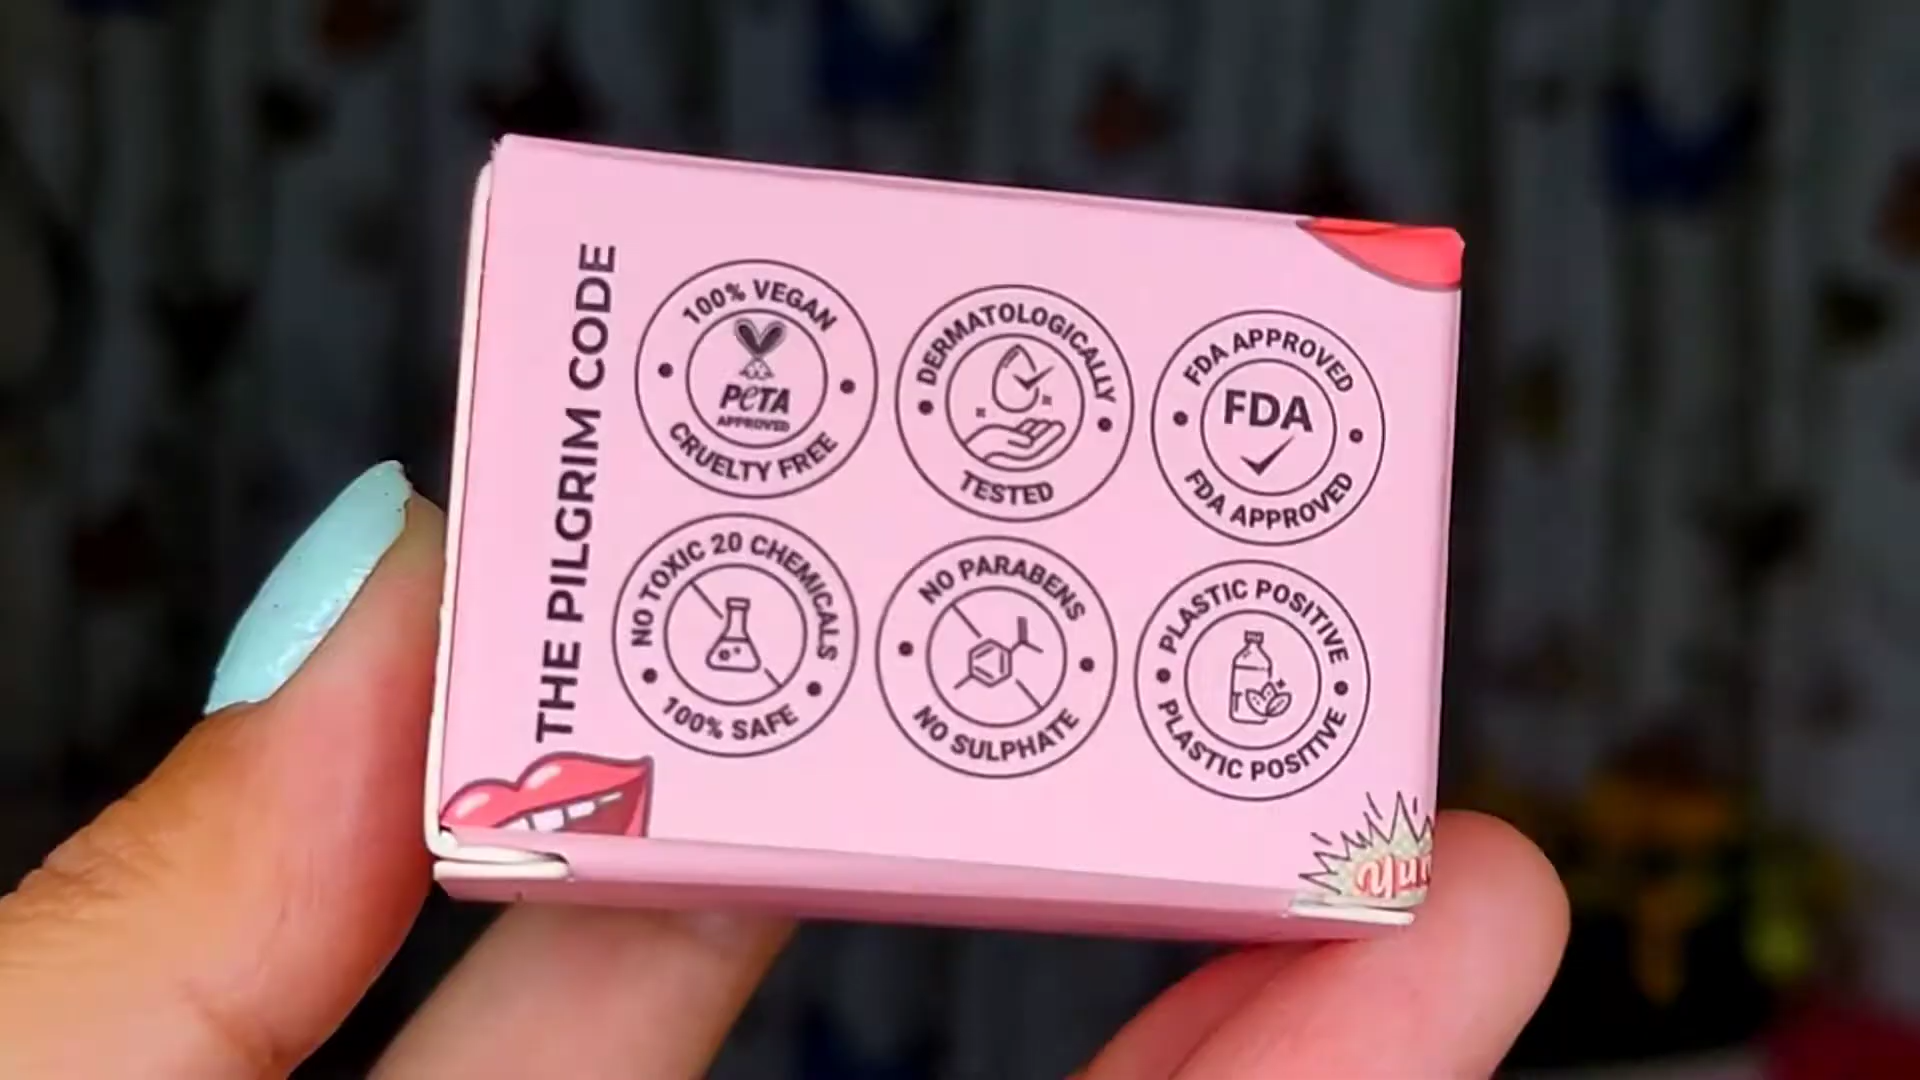 THE PILGRIM CODE
100% VEGAN
PeTA
APPROVED
CRUELTY FREE
DERMATOLOGICALLY
TESTED
FDA APPROVED
FDA
FDA APPROVED
NO TOXIC 20 CHEMICALS
100% SAFE
NO PARABENS
NO SULPHATE
PLASTIC POSITIVE
PLASTIC POSITIVE